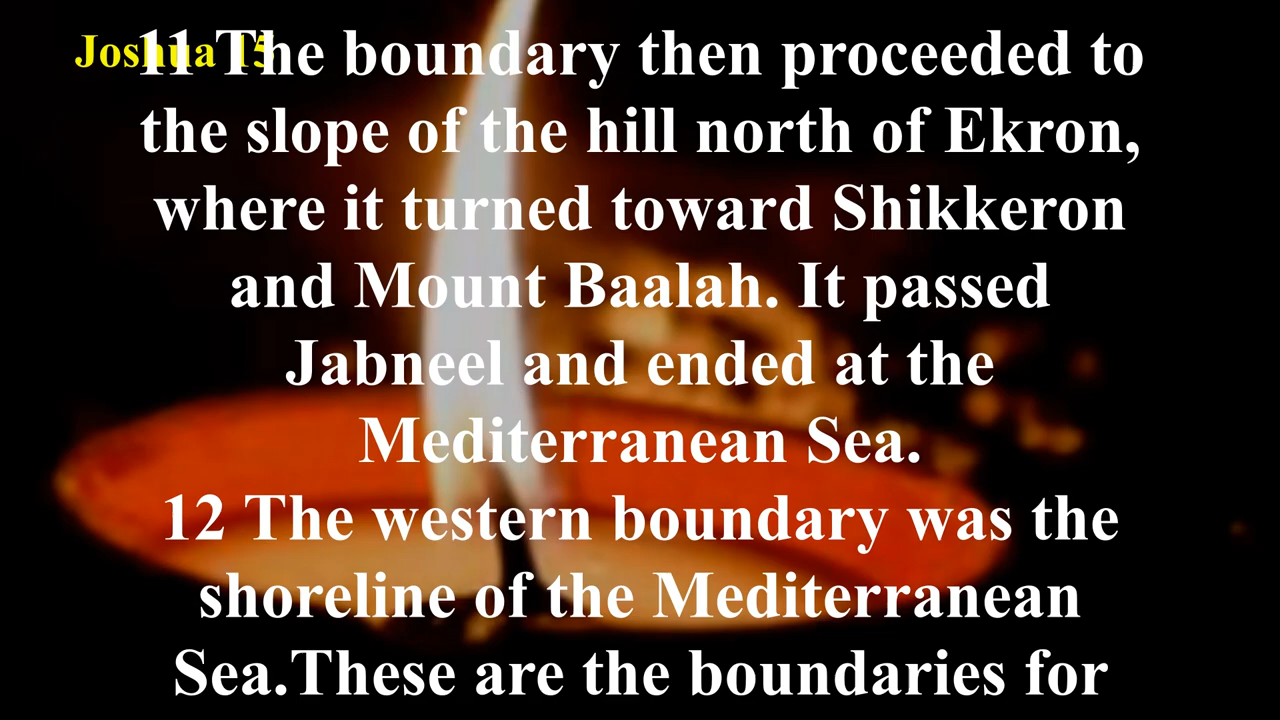 Joshua 15
11 The boundary then proceeded to
the slope of the hill north of Ekron,
where it turned toward Shikkeron
and Mount Baalah. It passed
Jabneel and ended at the
Mediterranean Sea.
12 The western boundary was the
shoreline of the Mediterranean
Sea.These are the boundaries for